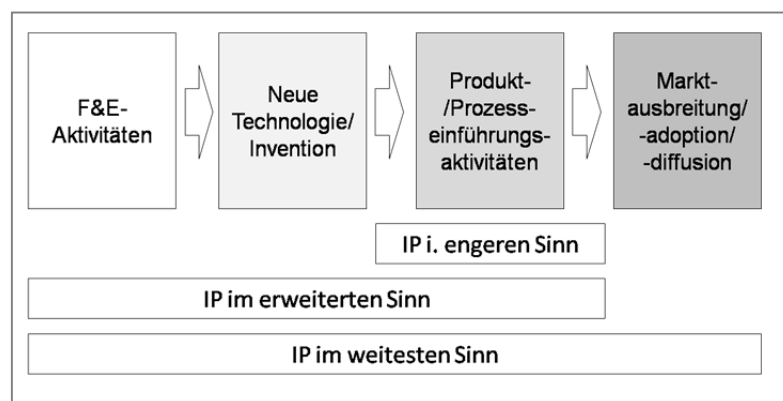 F&E-
Aktivitäten
Neue
Technologie/
Invention
Produkt-
/Prozess-
einführungs-
aktivitäten
Markt-
ausbreitung/
-adoption/
-diffusion
IP i. engeren Sinn
IP im erweiterten Sinn
IP im weitesten Sinn